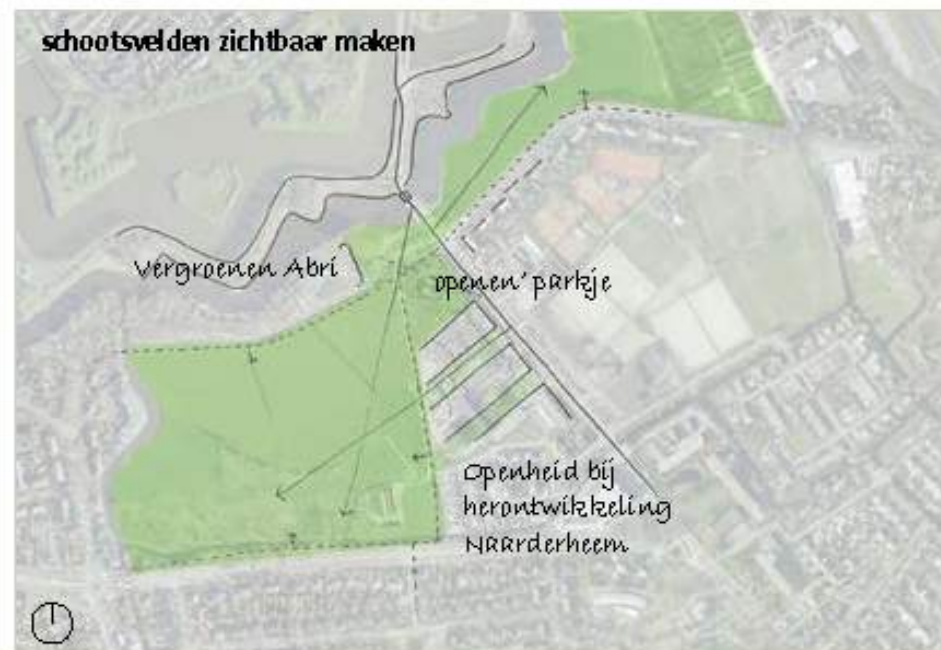 schootsvelden zichtbaar maken
Vergroenen Abri
openen' parkje
Openheid bij
herontwikkeling
Naarderheem